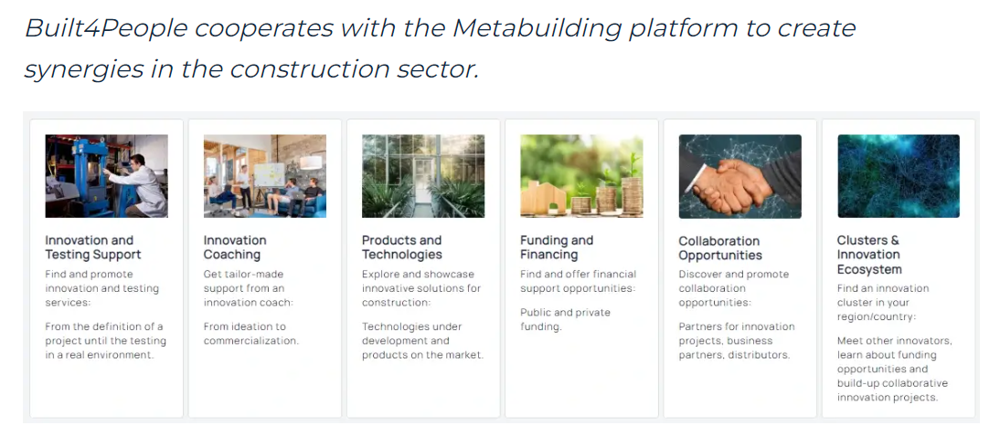 Built4People cooperates with the Metabuilding platform to create
synergies in the construction sector.
Innovation and
Testing Support
Find and promote
innovation and testing
services:
From the definition of a
project until the testing
in a real environment.
Innovation
Coaching
Get tailor-made
support from an
innovation coach:
From ideation to
commercialization.
Products and
Technologies
Explore and showcase
innovative solutions for
construction:
Technologies under
development and
products on the market.
Funding and
Financing
Find and offer financial
support opportunities:
Public and private
funding.
Collaboration
Opportunities
Discover and promote
collaboration
opportunities:
Partners for innovation
projects, business
partners, distributors.
Clusters &
Innovation
Ecosystem
Find an innovation
cluster in your
region/country:
Meet other innovators,
learn about funding
opportunities and
build-up collaborative
innovation projects.